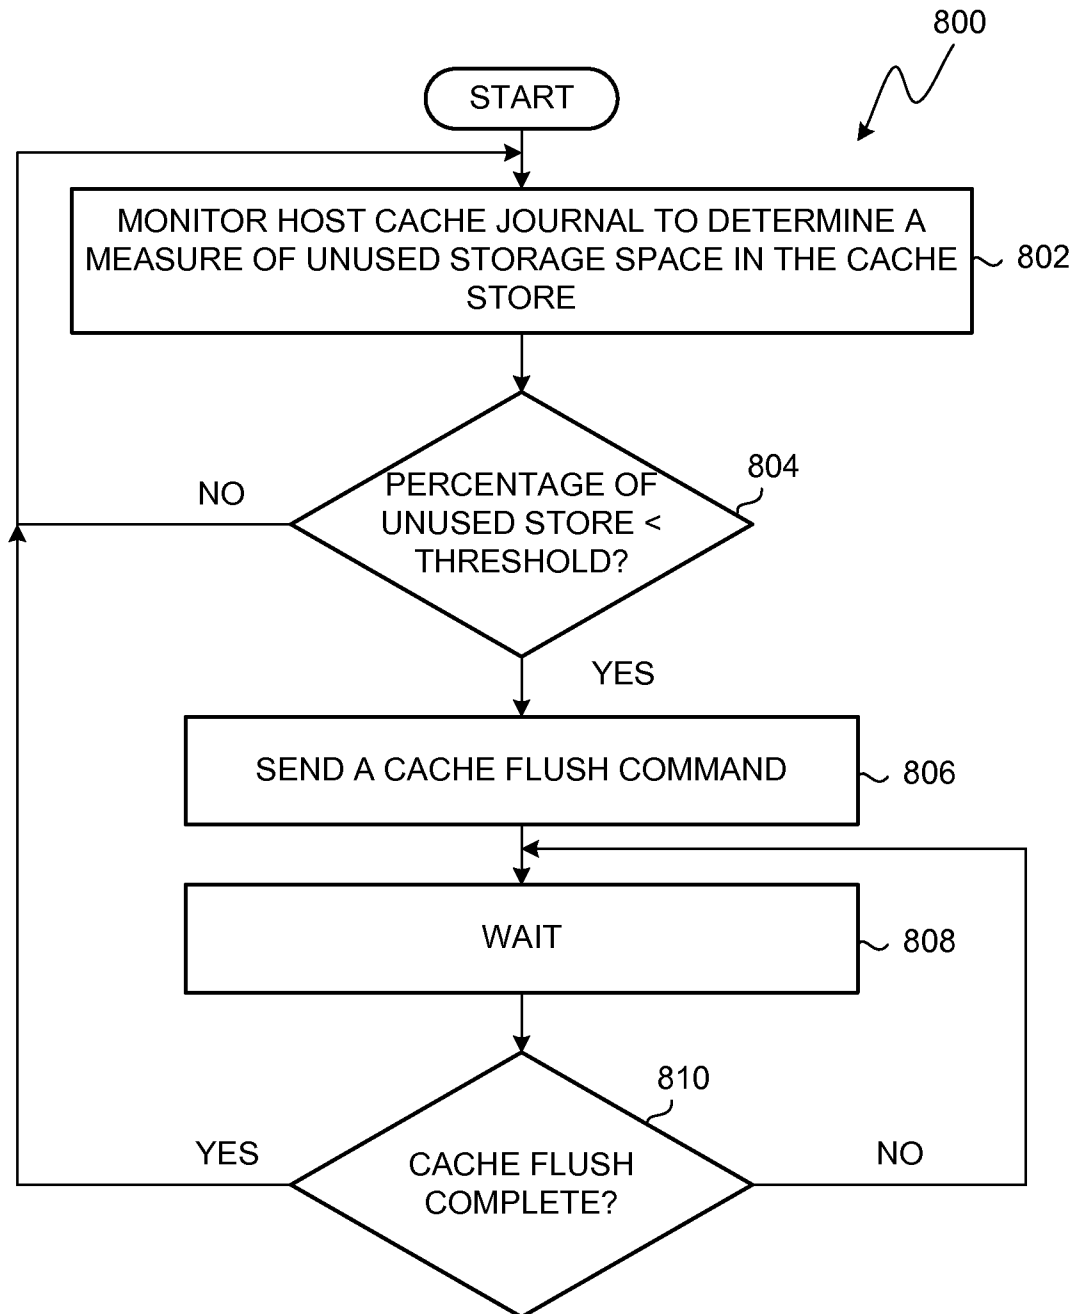 800
START
MONITOR HOST CACHE JOURNAL TO DETERMINE A
MEASURE OF UNUSED STORAGE SPACE IN THE CACHE
STORE
802
804
PERCENTAGE OF
UNUSED STORE <
THRESHOLD?
NO
YES
SEND A CACHE FLUSH COMMAND
806
WAIT
808
810
CACHE FLUSH
COMPLETE?
YES
NO